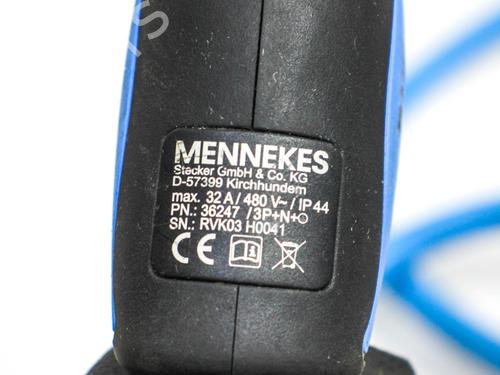 MENNEKES
Stecker GmbH & Co. KG
D-57399 Kirchhundem
max. 32 A / 480 V~ / IP 44
PN.: 36247 / 3P+N+⏚
SN.: RVK03 H0041
CE